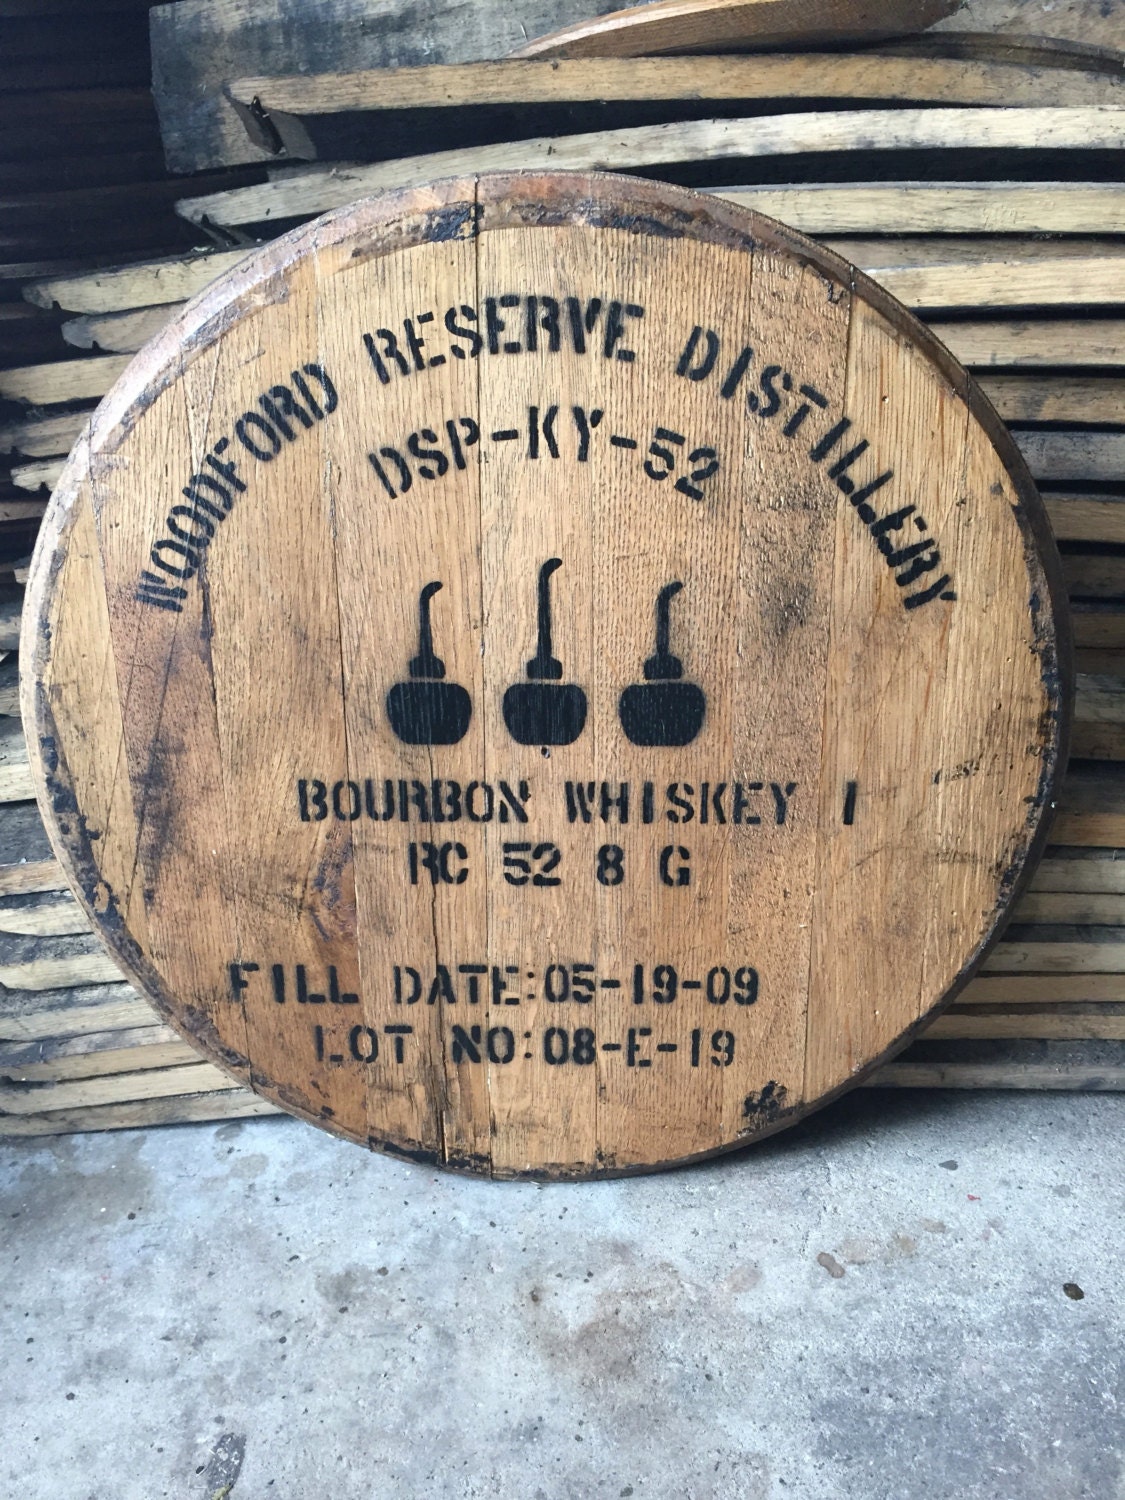 WOODFORD RESERVE DISTILLERY
DSP-KY-52
BOURBON WHISKEY 1
RC 52 8 G
FILL DATE:05-19-09
LOT NO:08-E-19